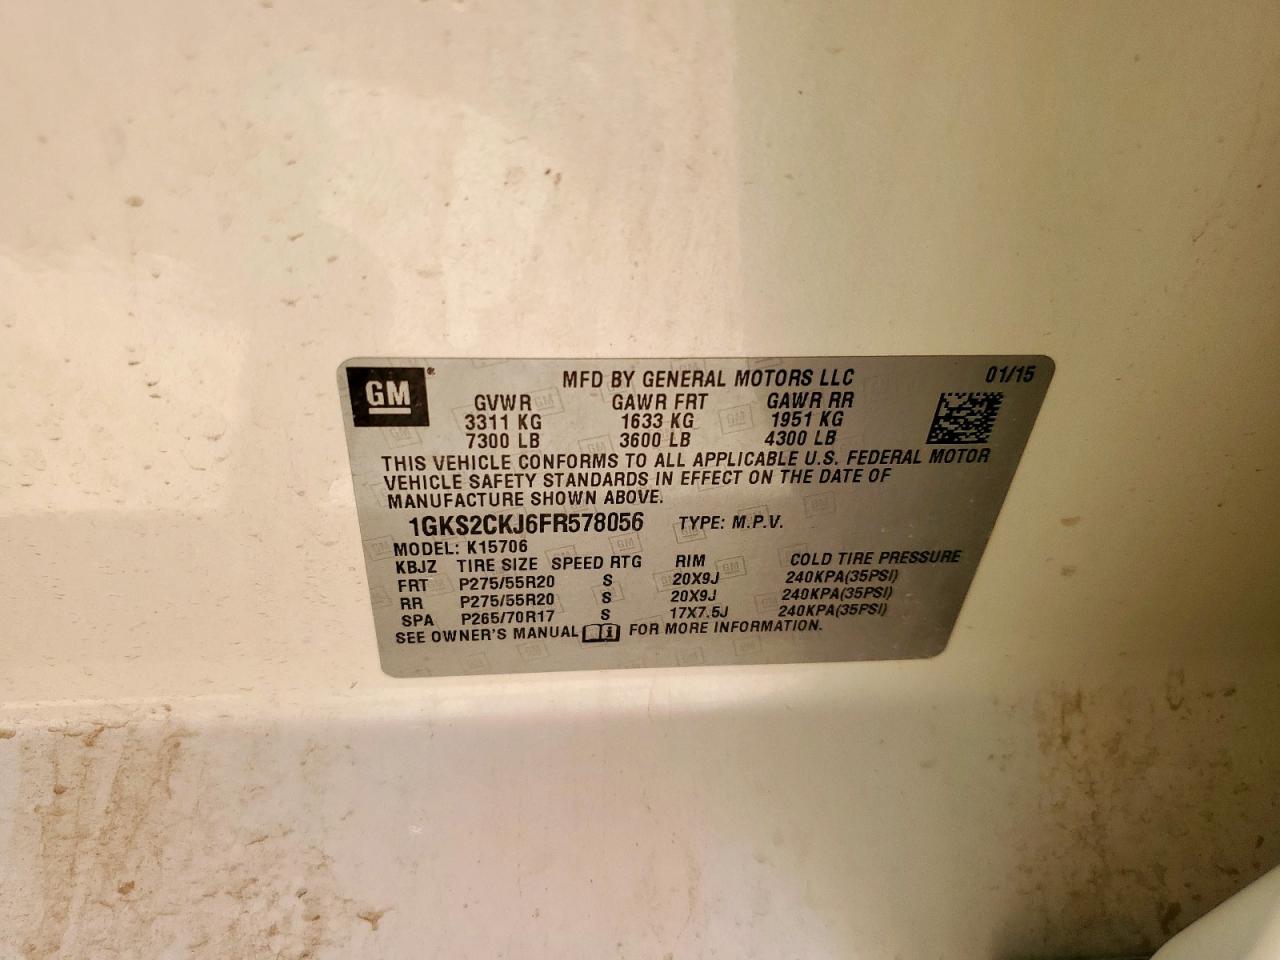 GM
MFD BY GENERAL MOTORS LLC 01/15
GVWR GAWR FRT GAWR RR
3311 KG 1633 KG 1951 KG
7300 LB 3600 LB 4300 LB
THIS VEHICLE CONFORMS TO ALL APPLICABLE U.S. FEDERAL MOTOR
VEHICLE SAFETY STANDARDS IN EFFECT ON THE DATE OF
MANUFACTURE SHOWN ABOVE.
1GKS2CKJ6FR578056 TYPE: M.P.V.
MODEL: K15706
KBJZ TIRE SIZE SPEED RTG RIM COLD TIRE PRESSURE
FRT P275/55R20 S 20X9J 240KPA(35PSI)
RR P275/55R20 S 20X9J 240KPA(35PSI)
SPA P265/70R17 S 17X7.5J 240KPA(35PSI)
SEE OWNER'S MANUAL i FOR MORE INFORMATION.